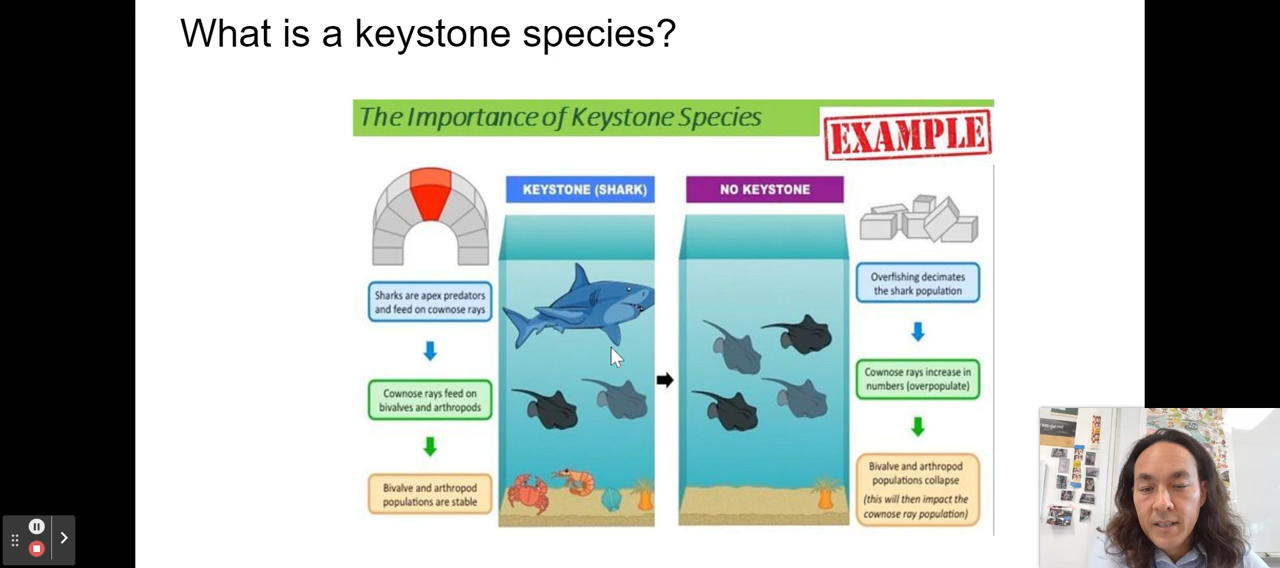 What is a keystone species?
The Importance of Keystone Species
EXAMPLE
KEYSTONE (SHARK)
NO KEYSTONE
Sharks are apex predators
and feed on cownose rays
Cownose rays feed on
bivalves and arthropods
Bivalve and arthropod
populations are stable
Overfishing decimates
the shark population
Cownose rays increase in
numbers (overpopulate)
Bivalve and arthropod
populations collapse
(this will then impact the
cownose ray population)